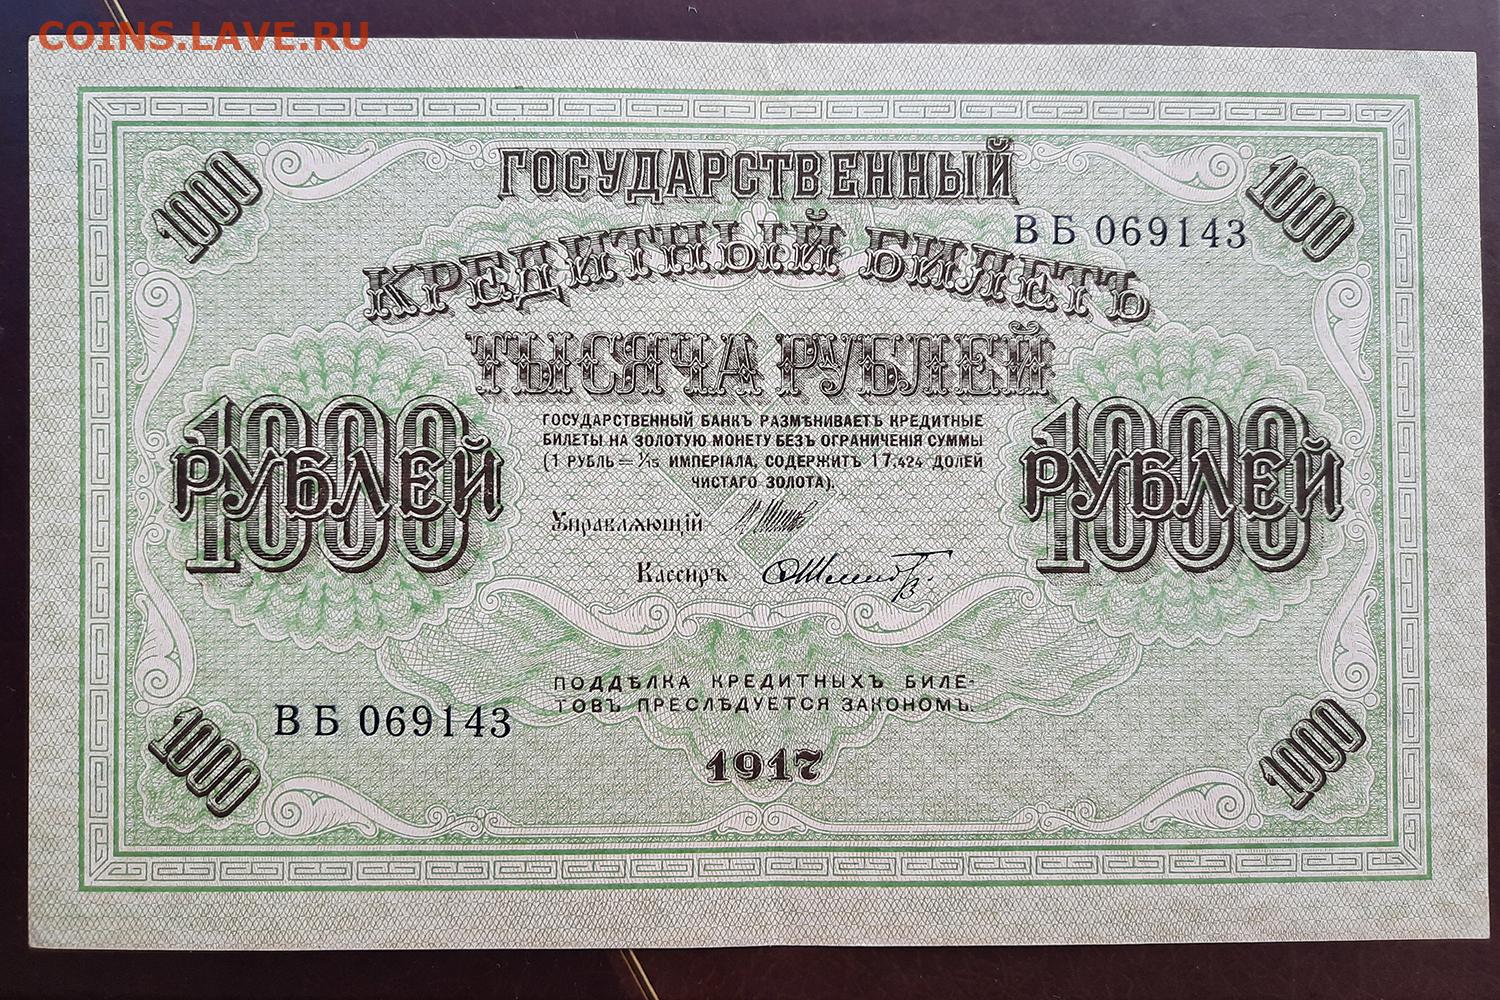 COINS.LAVE.RU
1000
ГОСУДАРСТВЕННЫЙ
1000
ВБ 069143
КРЕДИТНЫЙ БИЛЕТЪ
ТЫСЯЧА РУБЛЕЙ
1000
РУБЛЕЙ
ГОСУДАРСТВЕННЫЙ БАНКЪ РАЗМѢНИВАЕТЪ КРЕДИТНЫЕ
БИЛЕТЫ НА ЗОЛОТУЮ МОНЕТУ БЕЗЪ ОГРАНИЧЕНІЯ СУММЫ
(1 РУБЛЬ = 1/15 ИМПЕРІАЛА, СОДЕРЖИТЪ 17,424 ДОЛЕЙ
ЧИСТАГО ЗОЛОТА).
1000
РУБЛЕЙ
Управляющій
Кассиръ
ПОДДѢЛКА КРЕДИТНЫХЪ БИЛЕ-
ТОВЪ ПРЕСЛѢДУЕТСЯ ЗАКОНОМЪ.
ВБ 069143
1000
1917
1000